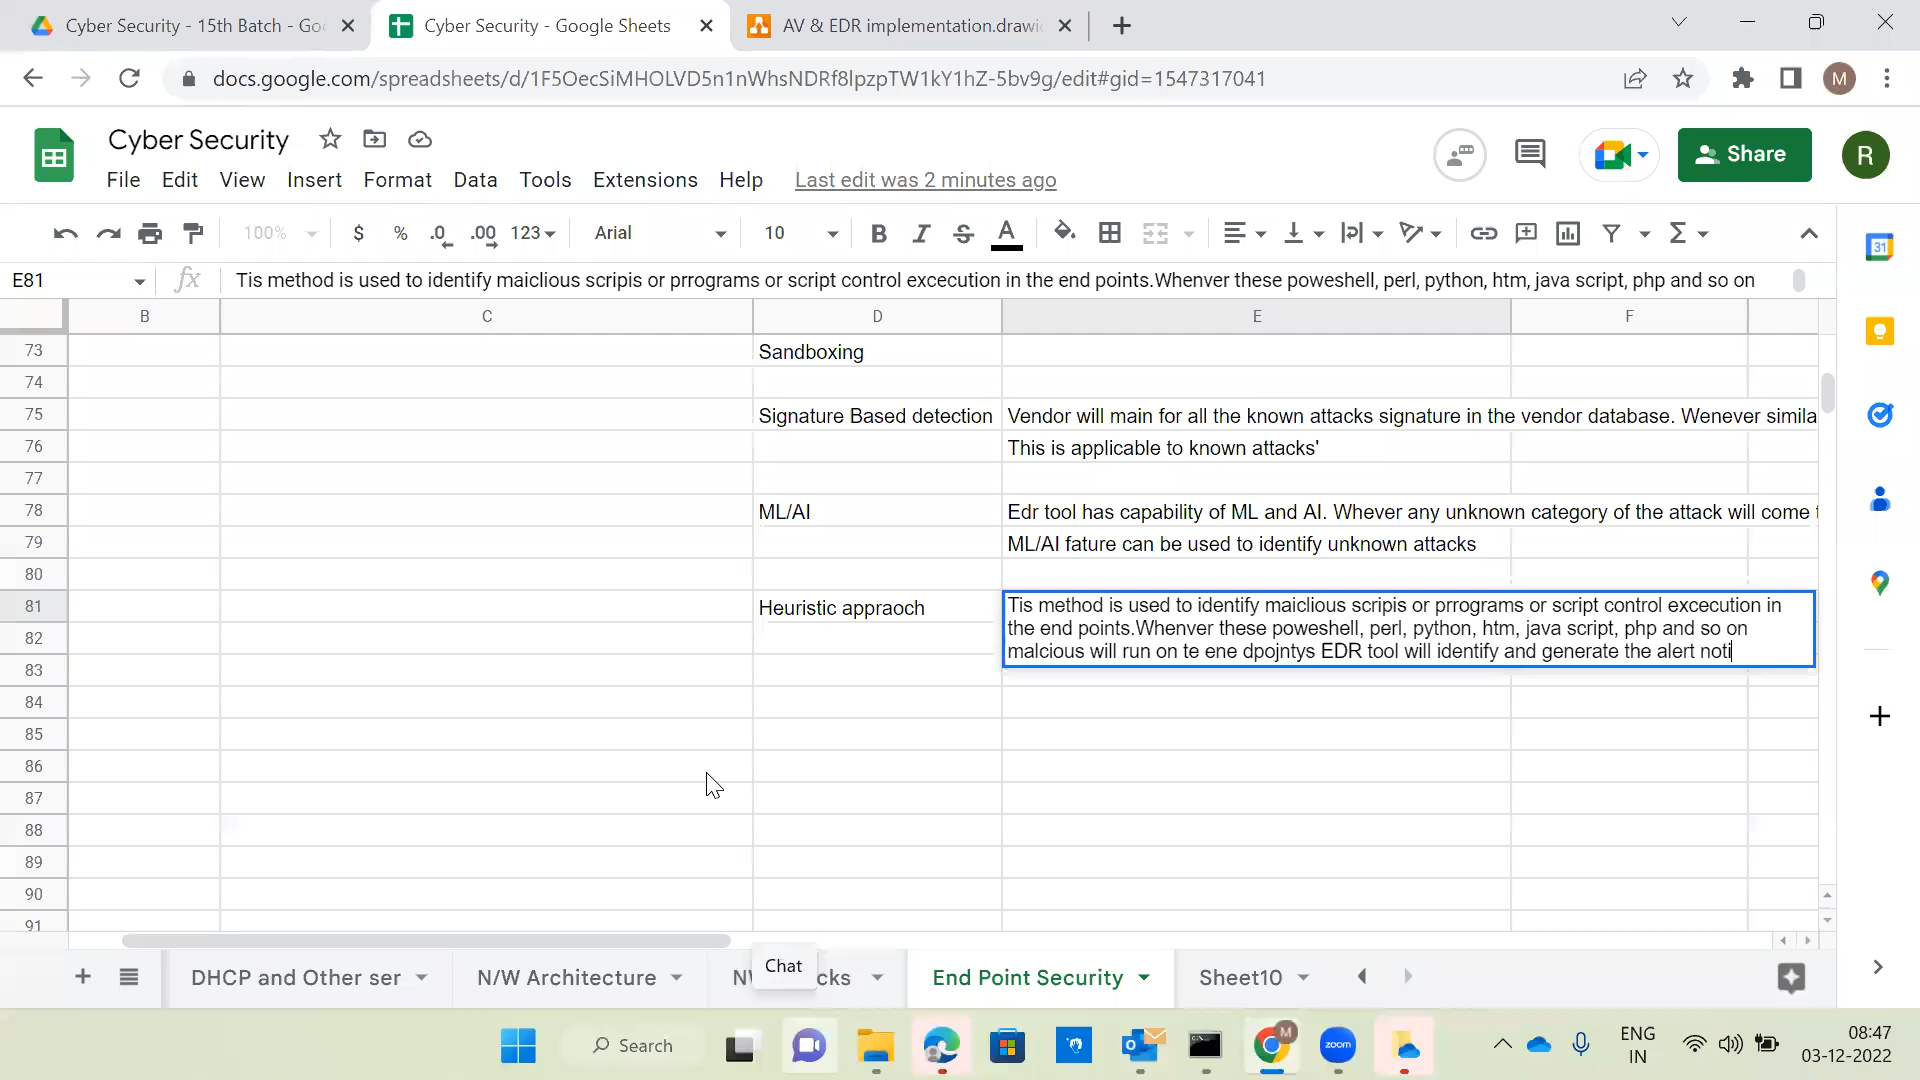 Cyber Security - 15th Batch - Go
Cyber Security - Google Sheets
AV & EDR implementation.drawi
docs.google.com/spreadsheets/d/1F5OecSiMHOLVD5n1nWhsNDRf8lpzpTW1kY1hZ-5bv9g/edit#gid=1547317041
M
Cyber Security
Share
R
File Edit View Insert Format Data Tools Extensions Help Last edit was 2 minutes ago
100% $ % .0 .00 123 Arial 10 B I S A
31
E81 fx Tis method is used to identify maiclious scripis or prrograms or script control excecution in the end points.Whenver these poweshell, perl, python, htm, java script, php and so on
B C D E F
73 Sandboxing
74
75 Signature Based detection Vendor will main for all the known attacks signature in the vendor database. Wenever simila
76 This is applicable to known attacks'
77
78 ML/AI Edr tool has capability of ML and AI. Whever any unknown category of the attack will come
79 ML/AI fature can be used to identify unknown attacks
80
81 Heuristic appraoch Tis method is used to identify maiclious scripis or prrograms or script control excecution in
82 the end points.Whenver these poweshell, perl, python, htm, java script, php and so on
malcious will run on te ene dpojntys EDR tool will identify and generate the alert noti
83
84
85
86
87
88
89
90
91
Chat
DHCP and Other ser N/W Architecture End Point Security Sheet10
Search
zoom
M
ENG
IN
08:47
03-12-2022